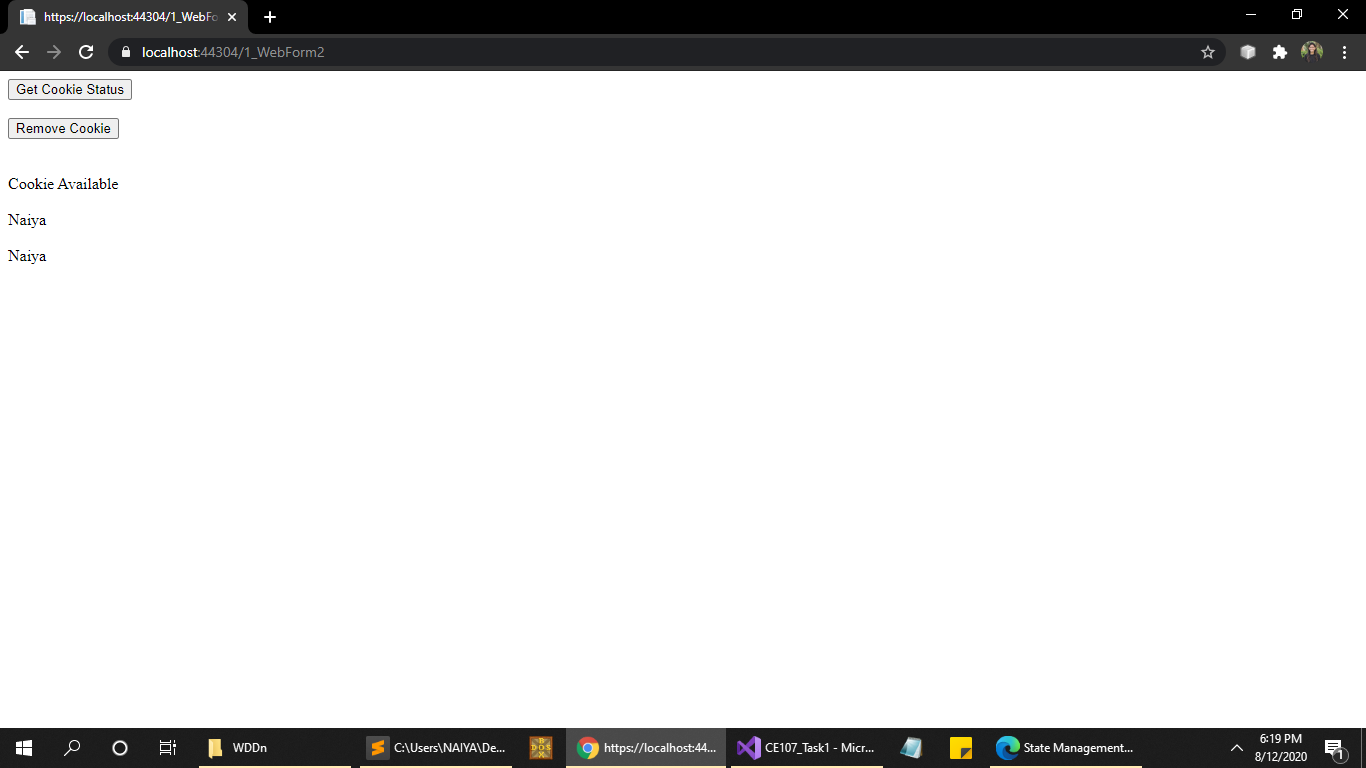 https://localhost:44304/1_WebFo
localhost:44304/1_WebForm2
Get Cookie Status
Remove Cookie
Cookie Available
Naiya
Naiya
WDDn
C:\Users\NAIYA\De...
DOS
https://localhost:44...
CE107_Task1 - Micr...
State Management...
6:19 PM
8/12/2020
1